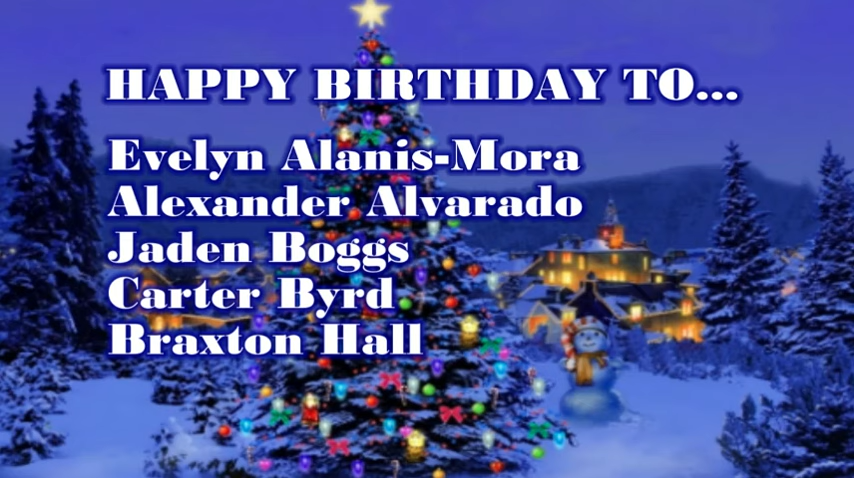 HAPPY BIRTHDAY TO...
Evelyn Alanis-Mora
Alexander Alvarado
Jaden Boggs
Carter Byrd
Braxton Hall